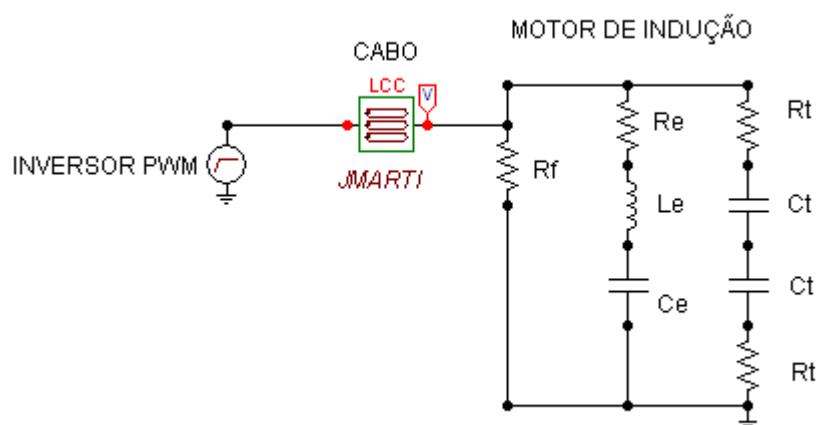 MOTOR DE INDUÇÃO
CABO
LCC
V
INVERSOR PWM
JMARTI
Rf
Re
Le
Ce
Rt
Ct
Ct
Rt